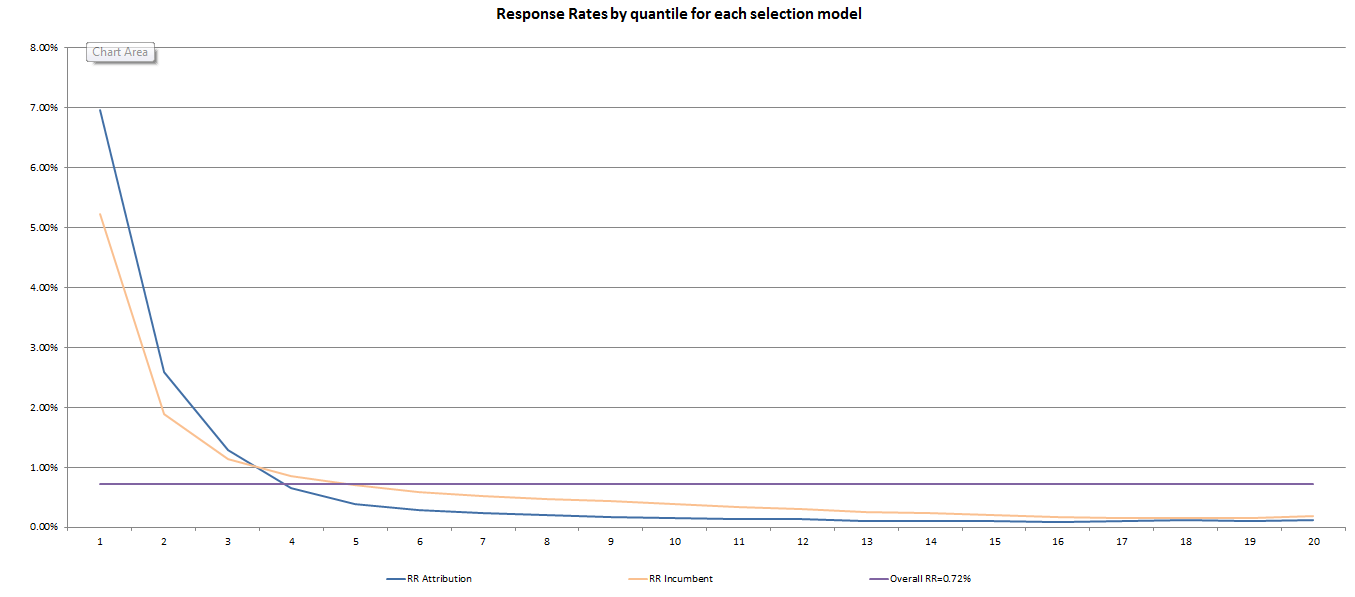 Response Rates by quantile for each selection model
8.00%
Chart Area
7.00%
6.00%
5.00%
4.00%
3.00%
2.00%
1.00%
0.00%
1 2 3 4 5 6 7 8 9 10 11 12 13 14 15 16 17 18 19 20
RR Attribution RR Incumbent Overall RR=0.72%